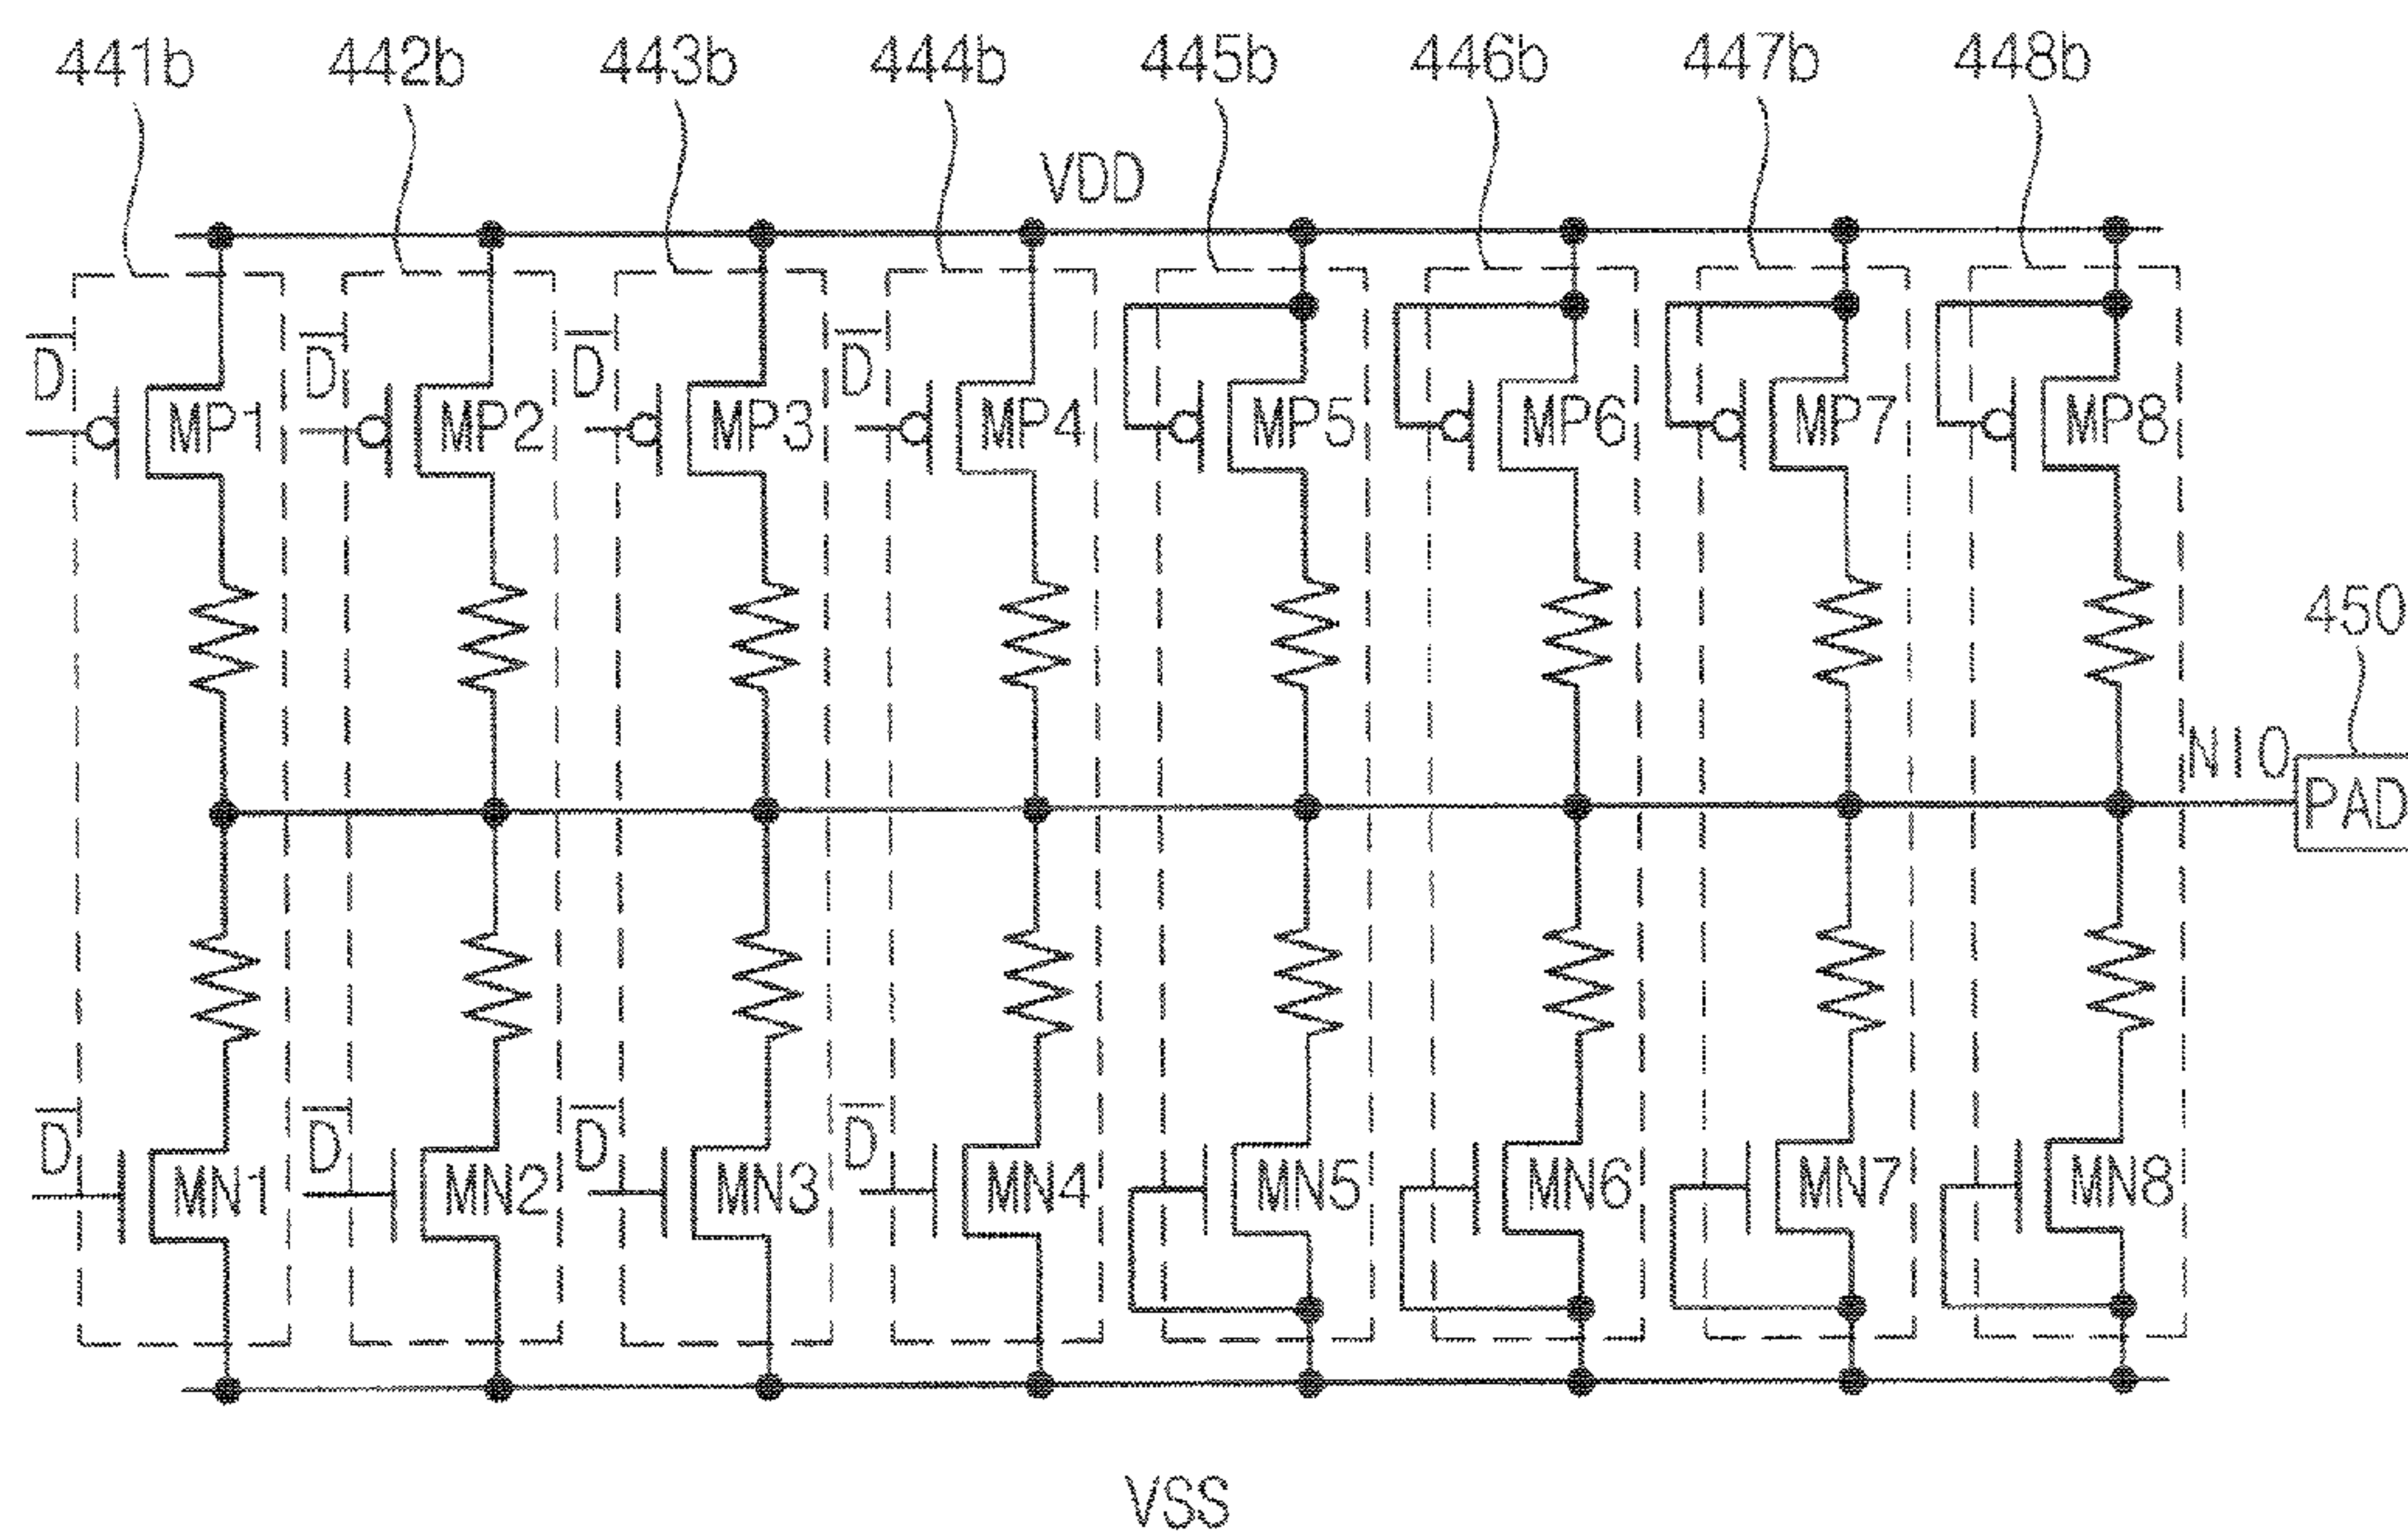 441b 442b 443b 444b 445b 446b 447b 448b
VDD
D̅ D̅ D̅ D̅
MP1 MP2 MP3 MP4 MP5 MP6 MP7 MP8
450
NIO
PAD
D̅ D̅ D̅ D̅
MN1 MN2 MN3 MN4 MN5 MN6 MN7 MN8
VSS